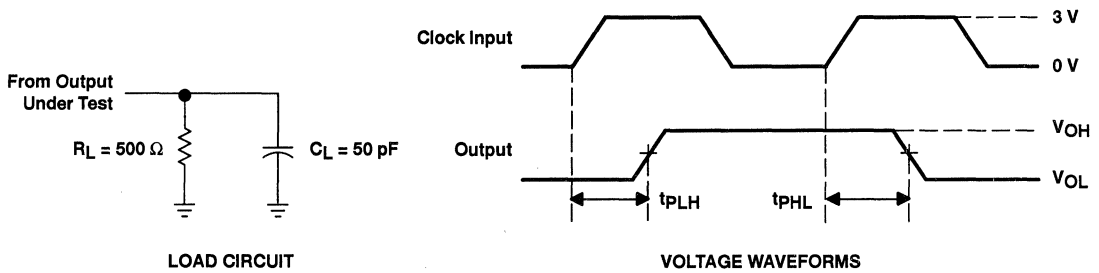 From Output
Under Test
R_L = 500 Ω
C_L = 50 pF
LOAD CIRCUIT
Clock Input
3 V
0 V
Output
V_OH
V_OL
t_PLH
t_PHL
VOLTAGE WAVEFORMS